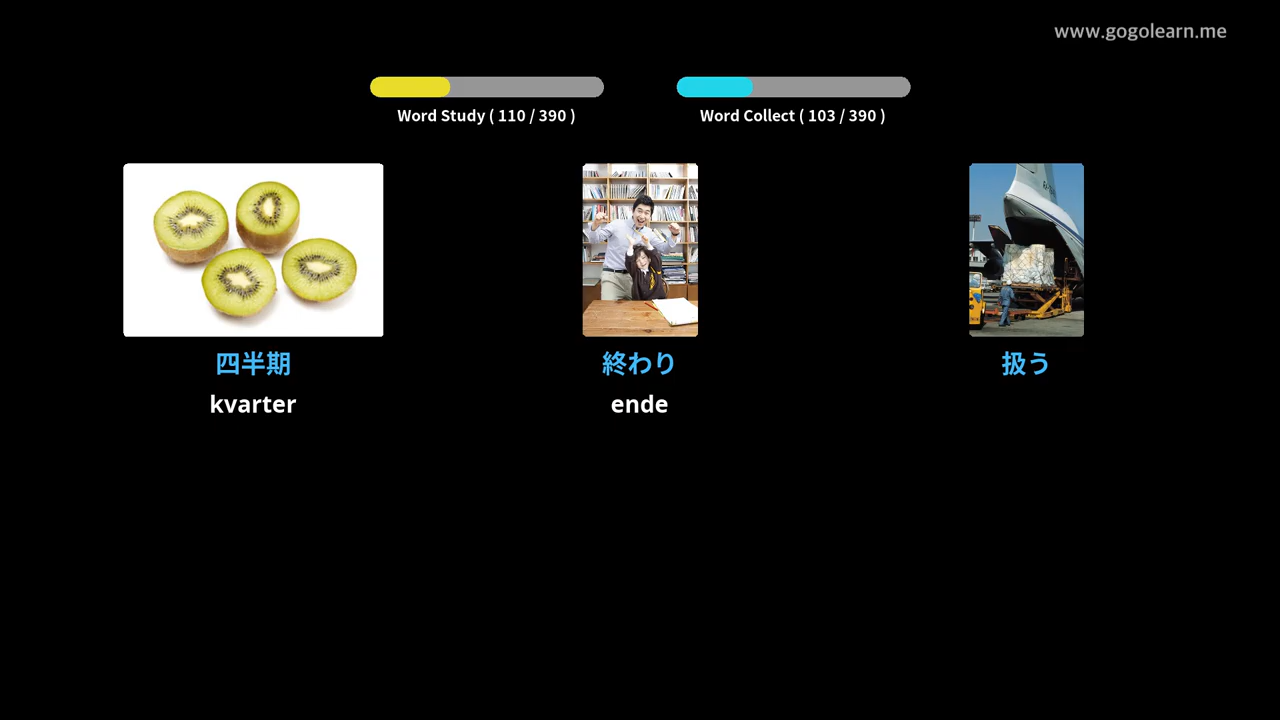 www.gogolearn.me
Word Study ( 110 / 390 )
Word Collect ( 103 / 390 )
四半期
終わり
扱う
kvarter
ende